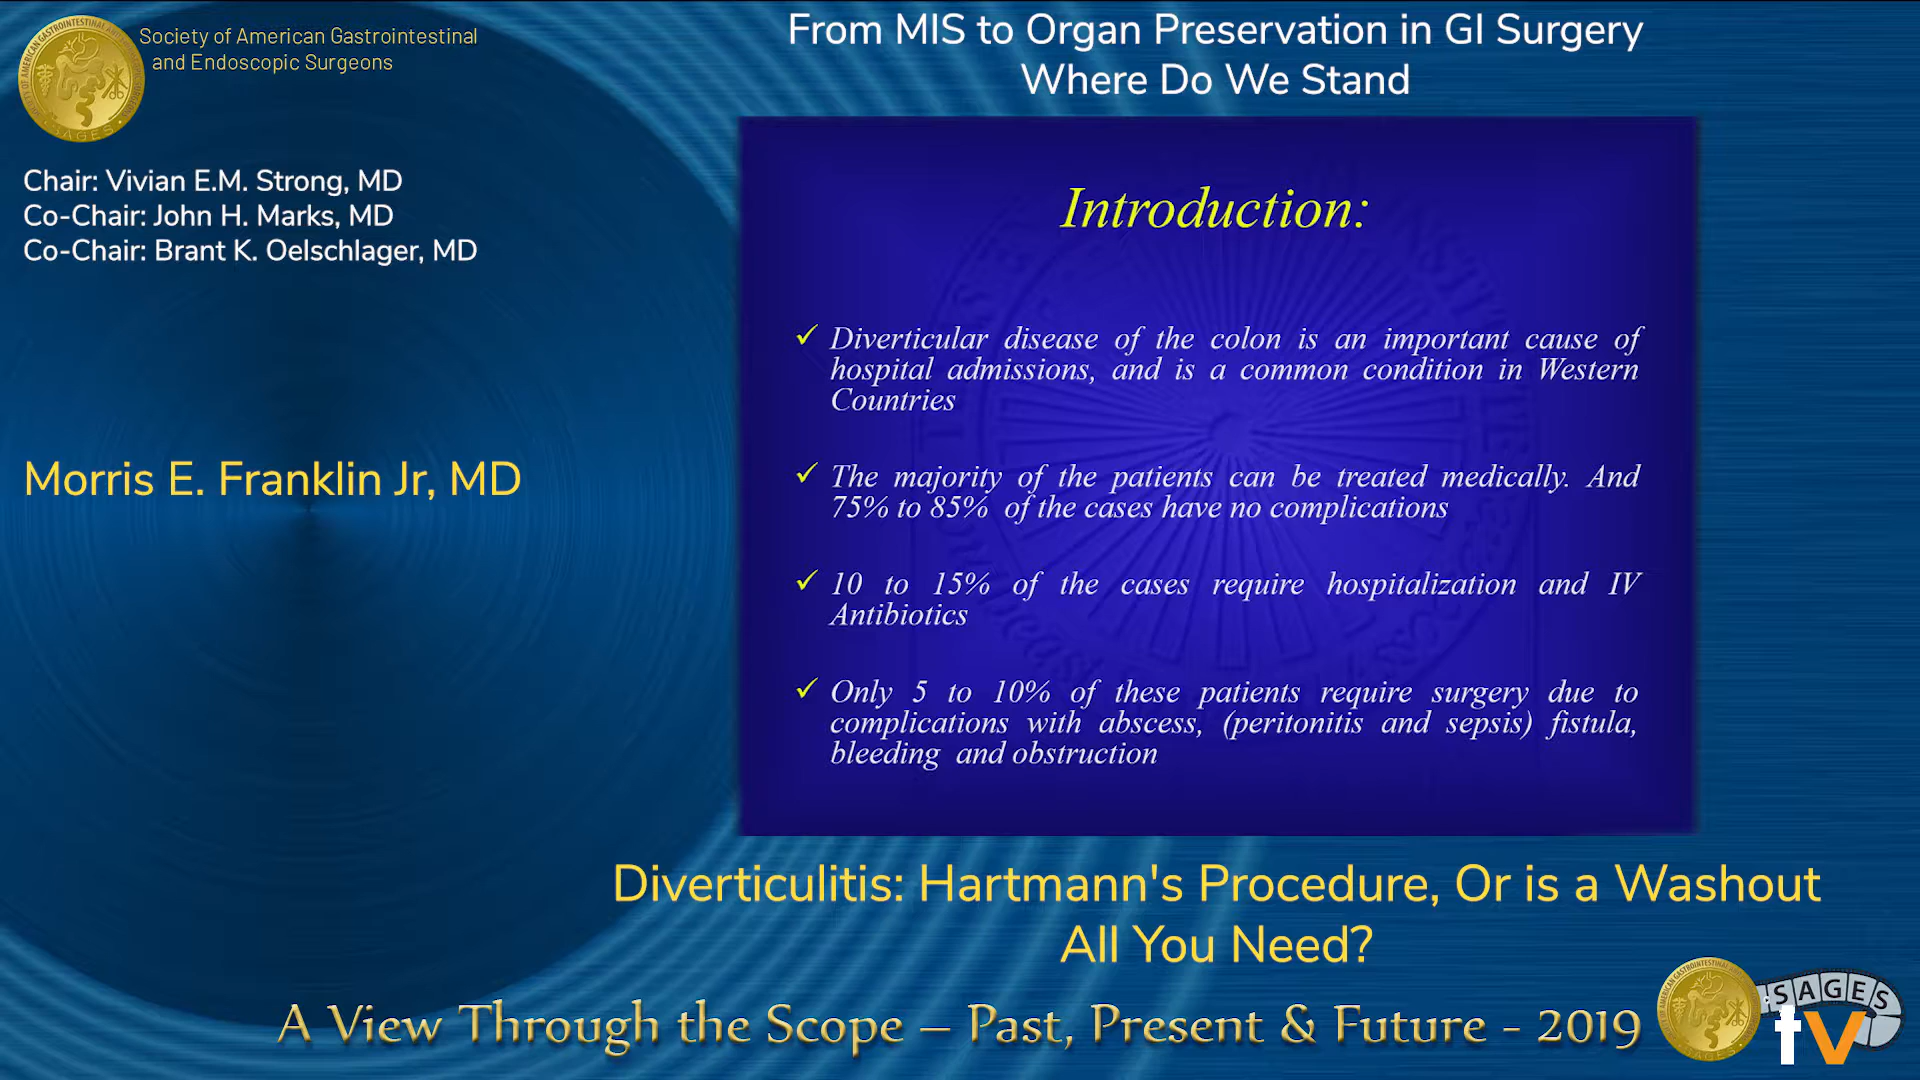 Society of American Gastrointestinal
and Endoscopic Surgeons
From MIS to Organ Preservation in GI Surgery
Where Do We Stand
Chair: Vivian E.M. Strong, MD
Co-Chair: John H. Marks, MD
Co-Chair: Brant K. Oelschlager, MD
Morris E. Franklin Jr, MD
Introduction:
✓ Diverticular disease of the colon is an important cause of
hospital admissions, and is a common condition in Western
Countries
✓ The majority of the patients can be treated medically. And
75% to 85% of the cases have no complications
✓ 10 to 15% of the cases require hospitalization and IV
Antibiotics
✓ Only 5 to 10% of these patients require surgery due to
complications with abscess, (peritonitis and sepsis) fistula,
bleeding and obstruction
Diverticulitis: Hartmann's Procedure, Or is a Washout
All You Need?
A View Through the Scope – Past, Present & Future - 2019
SAGES
tv